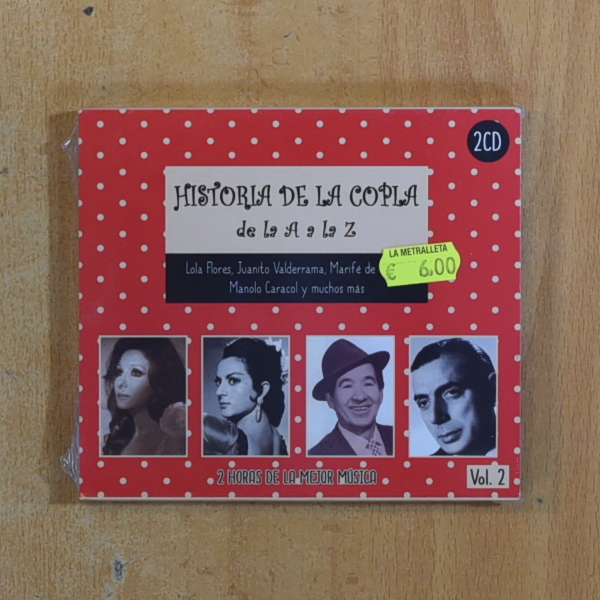 2CD
HISTORIA DE LA COPLA
de la A a la Z
LA METRALLETA
€ 6.00
Lola Flores, Juanito Valderrama, Marifé de
Manolo Caracol y muchos más
2 HORAS DE LA MEJOR MÚSICA
Vol. 2